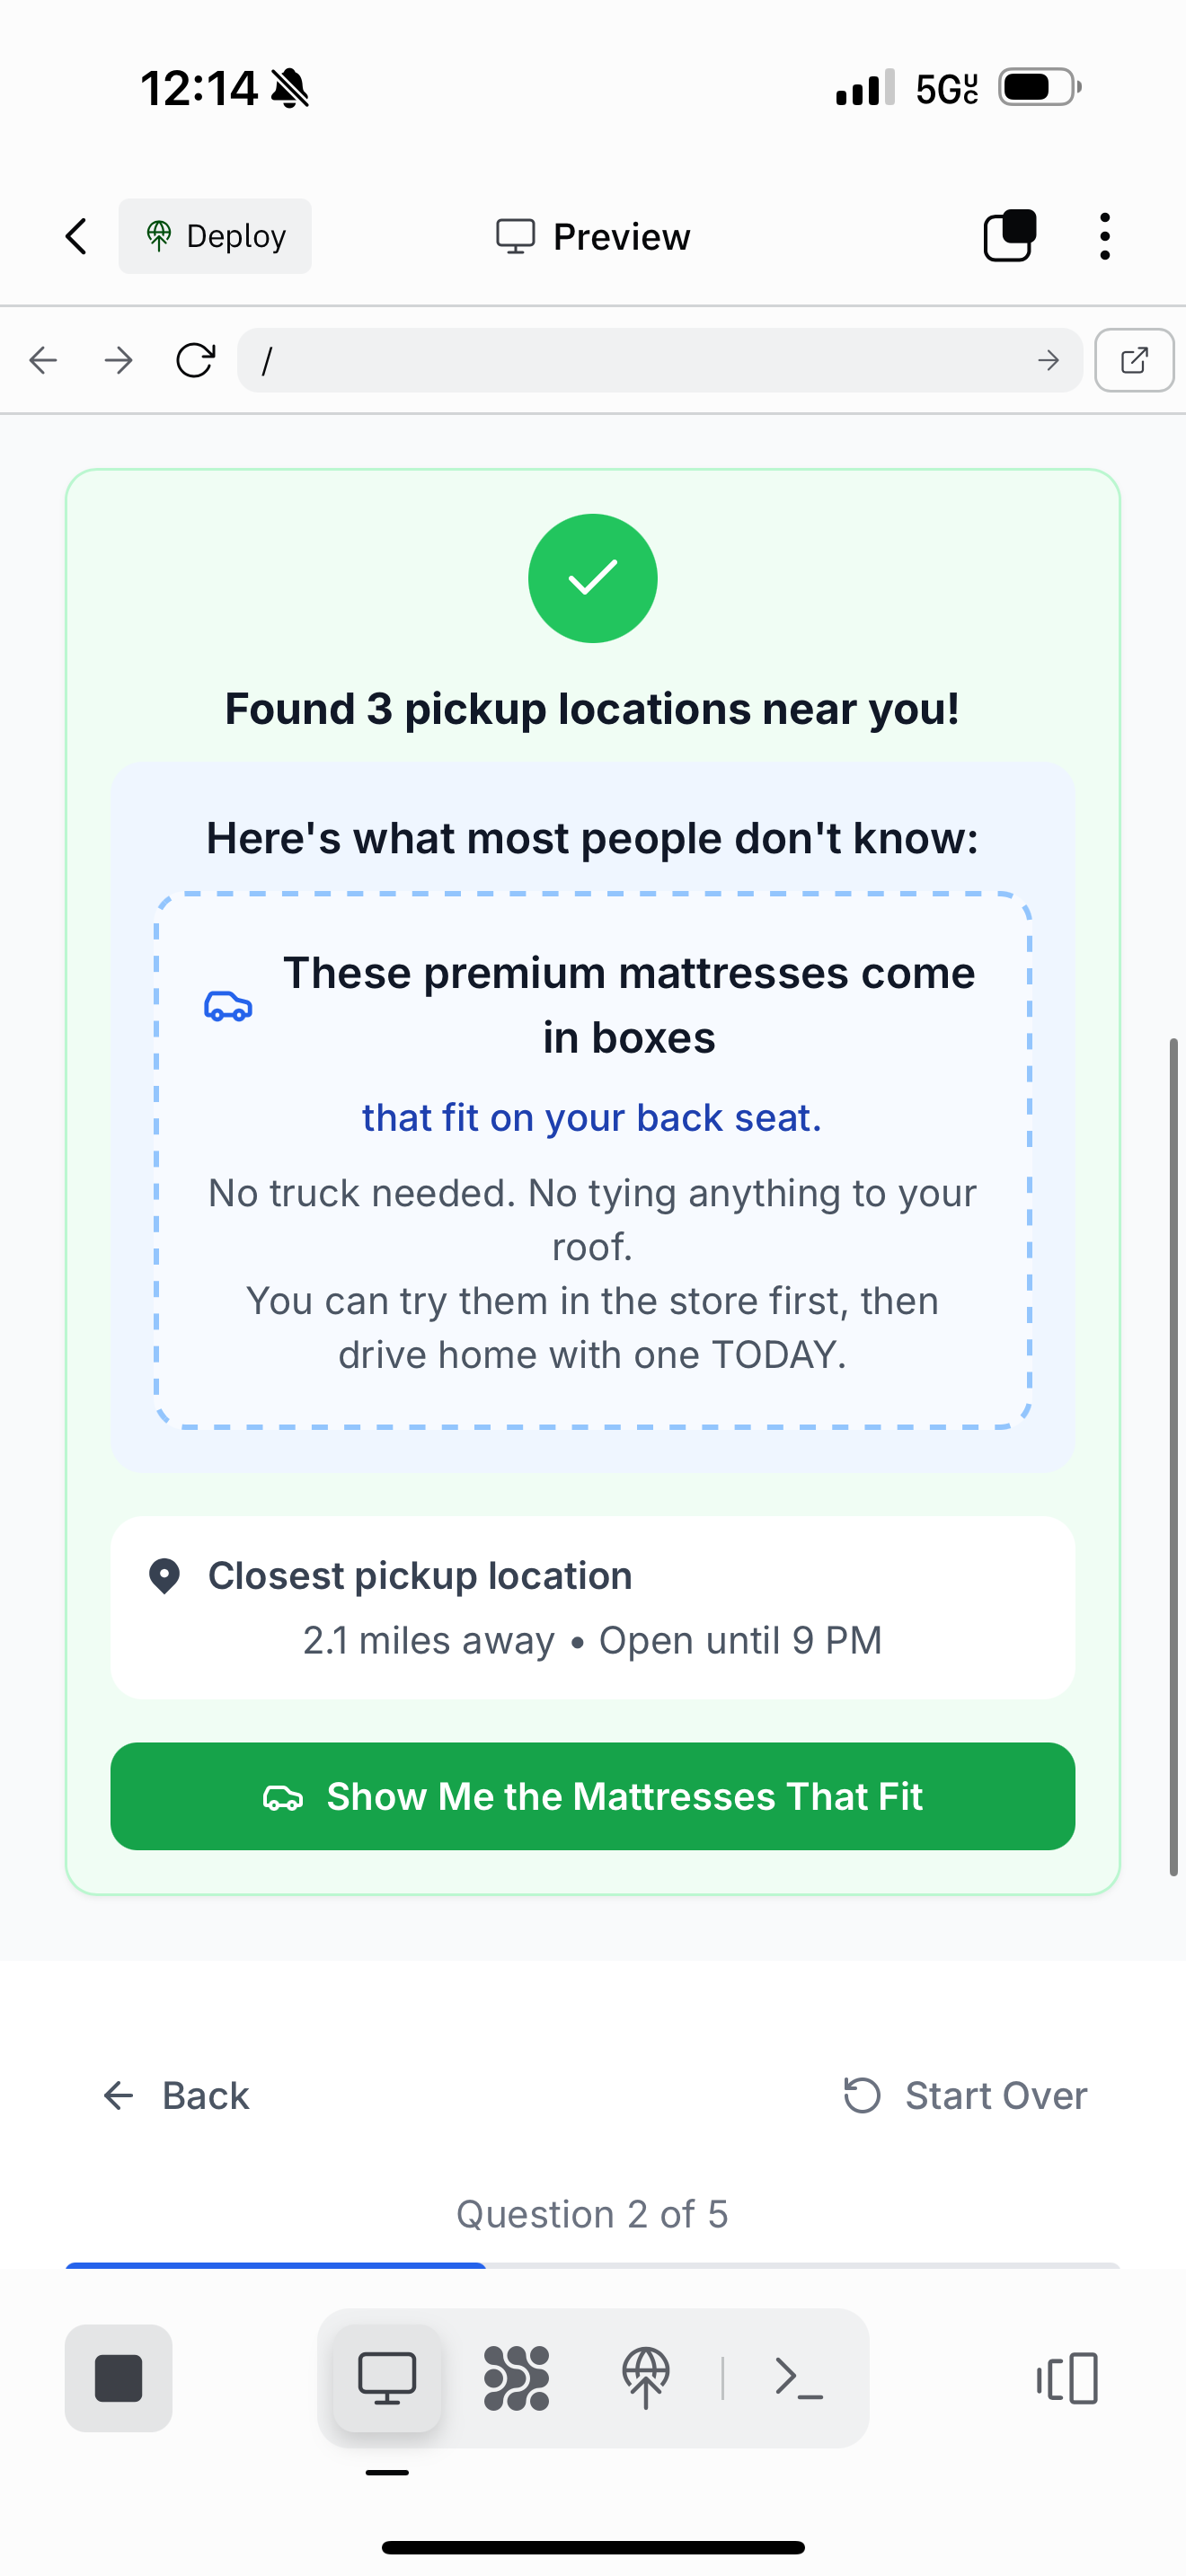 12:14
5GUC
Deploy
Preview
/
Found 3 pickup locations near you!
Here's what most people don't know:
These premium mattresses come
in boxes
that fit on your back seat.
No truck needed. No tying anything to your
roof.
You can try them in the store first, then
drive home with one TODAY.
Closest pickup location
2.1 miles away • Open until 9 PM
Show Me the Mattresses That Fit
Back
Start Over
Question 2 of 5